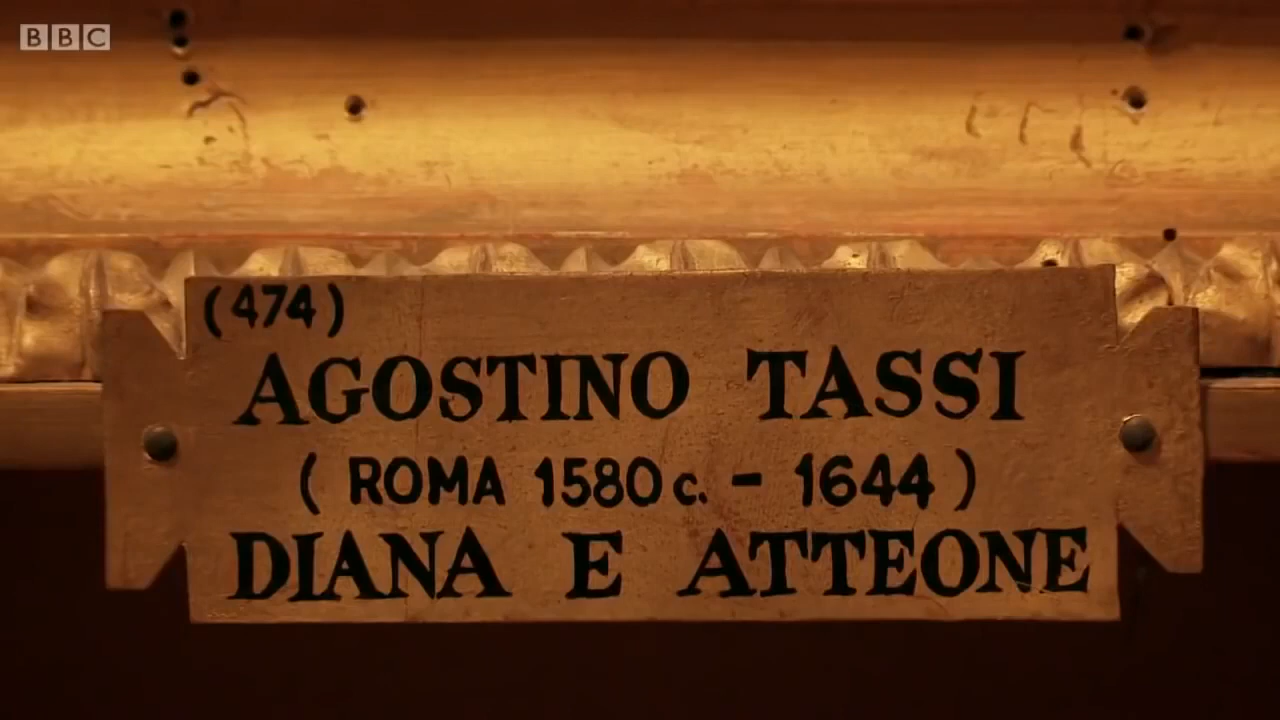 BBC
(474)
AGOSTINO TASSI
( ROMA 1580 c. - 1644 )
DIANA E ATTEONE